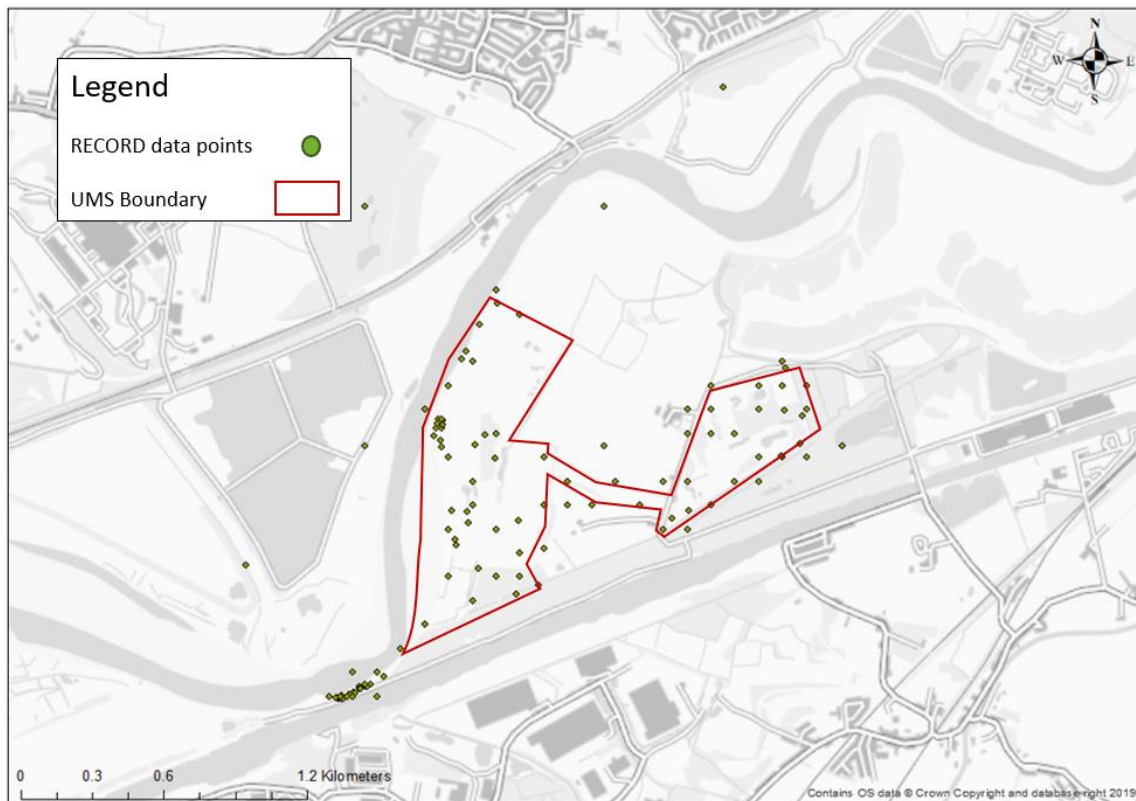 Legend
RECORD data points
UMS Boundary
N
W E
S
0 0.3 0.6 1.2 Kilometers
Contains OS data © Crown Copyright and database right 2019